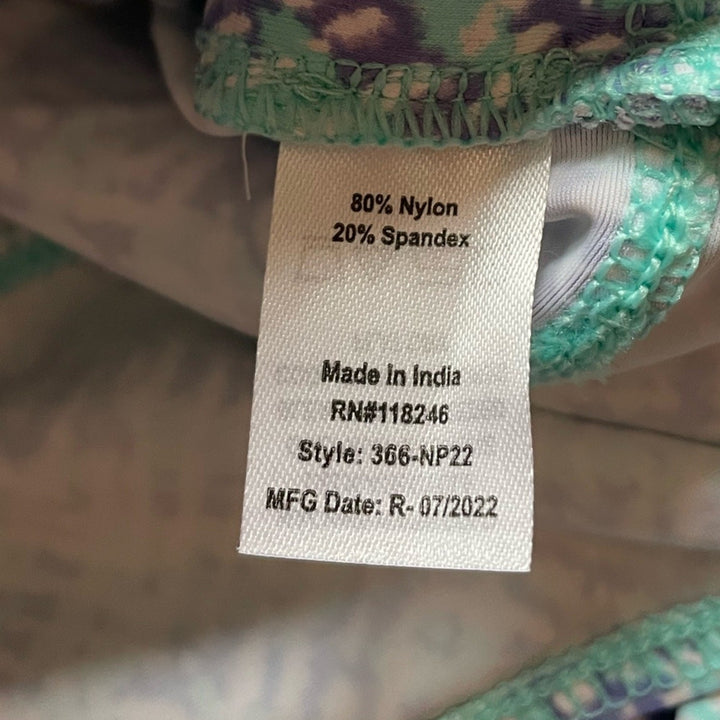 80% Nylon
20% Spandex
Made in India
RN#118246
Style: 366-NP22
MFG Date: R- 07/2022